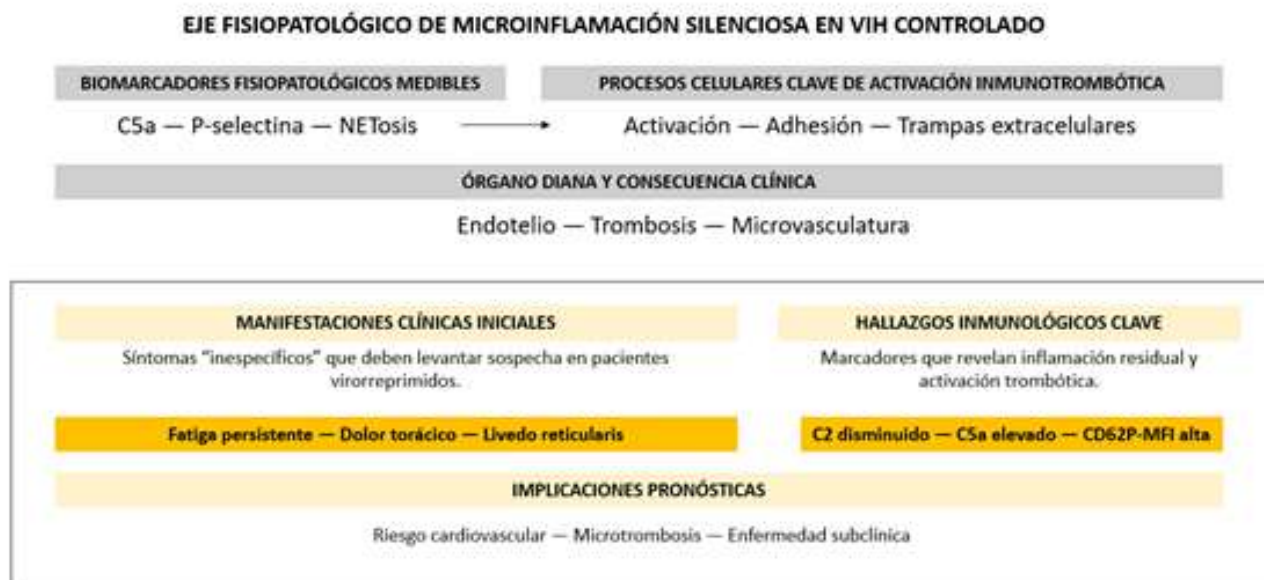 EJE FISIOPATOLÓGICO DE MICROINFLAMACIÓN SILENCIOSA EN VIH CONTROLADO
BIOMARCADORES FISIOPATOLÓGICOS MEDIBLES
PROCESOS CELULARES CLAVE DE ACTIVACIÓN INMUNOTROMBÓTICA
C5a — P-selectina — NETosis
Activación — Adhesión — Trampas extracelulares
ÓRGANO DIANA Y CONSECUENCIA CLÍNICA
Endotelio — Trombosis — Microvasculatura
MANIFESTACIONES CLÍNICAS INICIALES
Síntomas "inespecíficos" que deben levantar sospecha en pacientes
virorreprimidos.
Fatiga persistente — Dolor torácico — Livedo reticularis
HALLAZGOS INMUNOLÓGICOS CLAVE
Marcadores que revelan inflamación residual y
activación trombótica.
C2 disminuido — C5a elevado — CD62P-MFI alta
IMPLICACIONES PRONÓSTICAS
Riesgo cardiovascular — Microtrombosis — Enfermedad subclínica